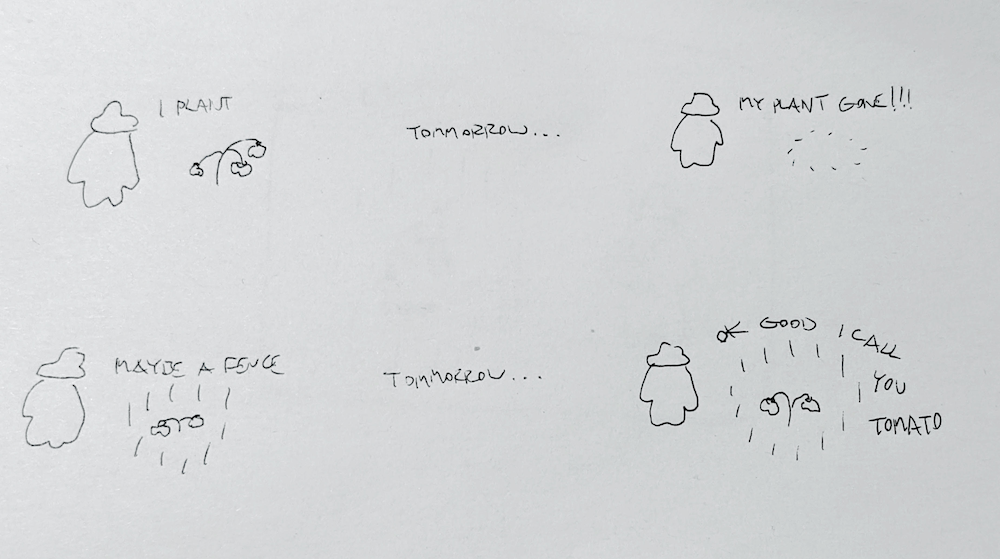 I PLANT
TOMMORROW...
MY PLANT GONE!!!
MAYBE A FENCE
TOMMORROW...
OK GOOD I CALL
YOU
TOMATO